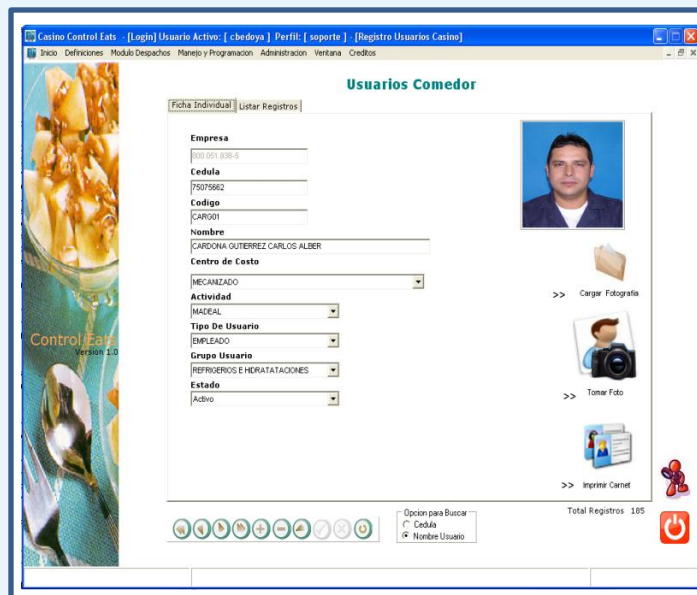 Casino Control Eats - [Login] Usuario Activo: [ cbedoya ] Perfil: [ soporte ] - [Registro Usuarios Casino]
Inicio Definiciones Modulo Despachos Manejo y Programacion Administracion Ventana Creditos
Usuarios Comedor
Ficha Individual Listar Registros
Empresa
800.051.838-5
Cedula
75075662
Codigo
CARG01
Nombre
CARDONA GUTIERREZ CARLOS ALBER
Centro de Costo
MECANIZADO
>> Cargar Fotografia
Actividad
MADEAL
Tipo De Usuario
EMPLEADO
Control Eats
Version 1.0
Grupo Usuario
REFRIGERIOS E HIDRATATACIONES
Estado
Activo
>> Tomar Foto
>> Imprimir Carnet
Opcion para Buscar
Cedula
Nombre Usuario
Total Registros 185